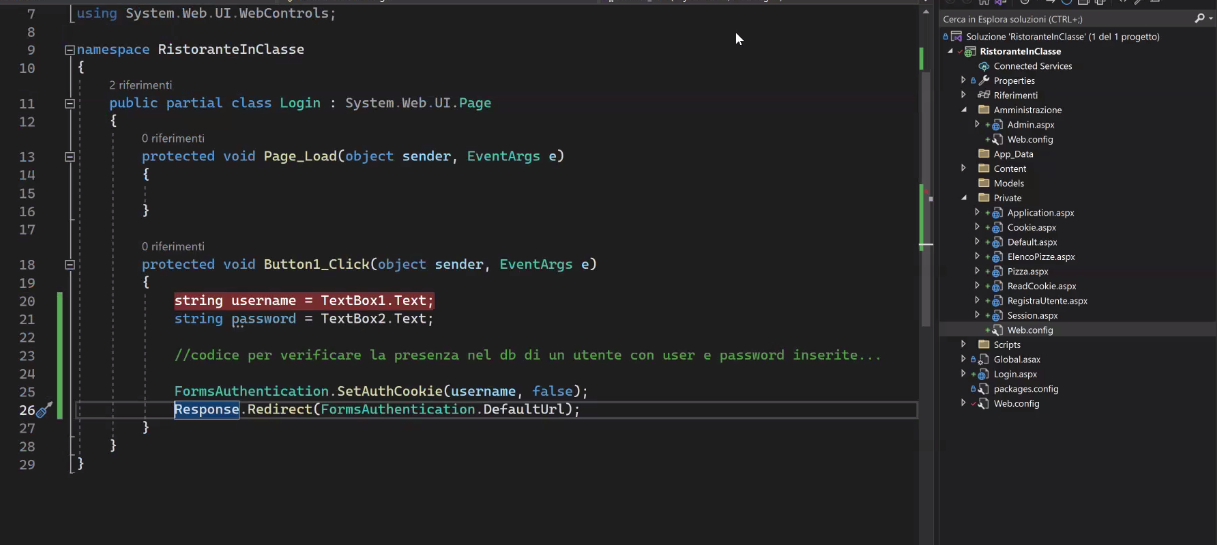 7 using System.Web.UI.WebControls;
8
9 namespace RistoranteInClasse
10 {
2 riferimenti
11 public partial class Login : System.Web.UI.Page
12 {
0 riferimenti
13 protected void Page_Load(object sender, EventArgs e)
14 {
15
16 }
17
0 riferimenti
18 protected void Button1_Click(object sender, EventArgs e)
19 {
20 string username = TextBox1.Text;
21 string password = TextBox2.Text;
22
23 //codice per verificare la presenza nel db di un utente con user e password inserite...
24
25 FormsAuthentication.SetAuthCookie(username, false);
26 Response.Redirect(FormsAuthentication.DefaultUrl);
27 }
28 }
29 }
Cerca in Esplora soluzioni (CTRL+;)
Soluzione 'RistoranteInClasse' (1 di 1 progetto)
RistoranteInClasse
Connected Services
Properties
Riferimenti
Amministrazione
Admin.aspx
Web.config
App_Data
Content
Models
Private
Application.aspx
Cookie.aspx
Default.aspx
ElencoPizze.aspx
Pizza.aspx
ReadCookie.aspx
RegistraUtente.aspx
Session.aspx
Web.config
Scripts
Global.asax
Login.aspx
packages.config
Web.config